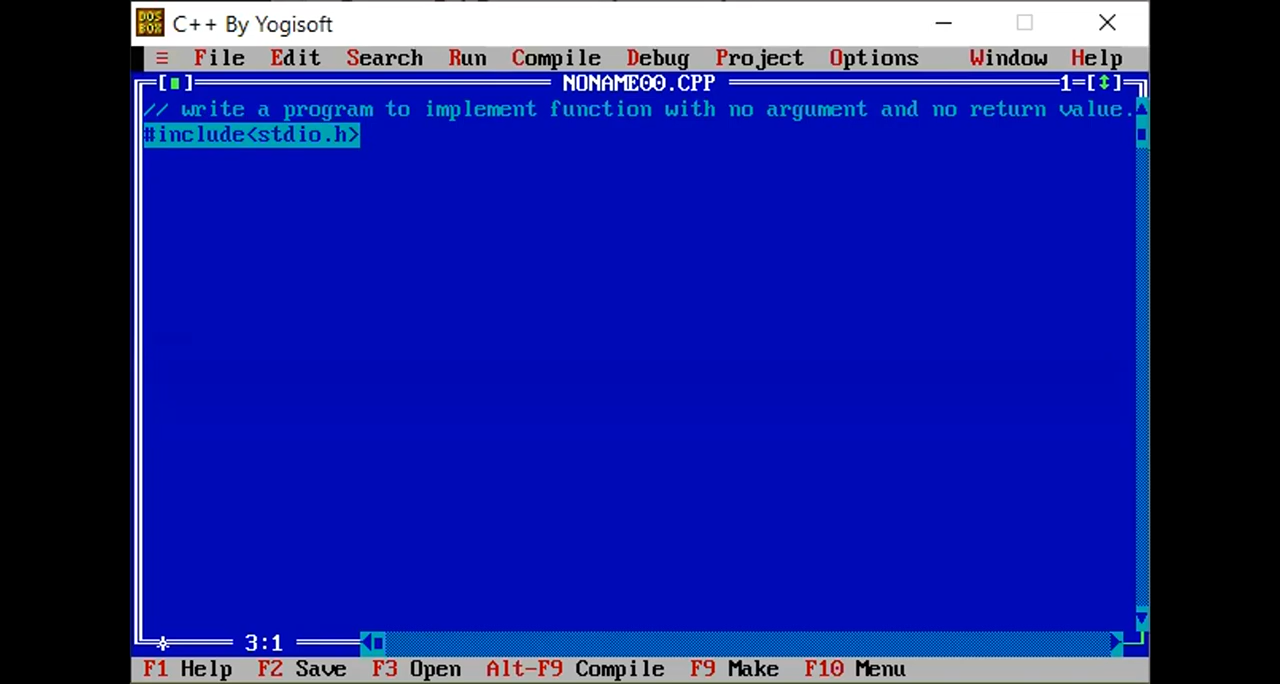 DOS BOX C++ By Yogisoft
≡ File Edit Search Run Compile Debug Project Options Window Help
[■] NONAME00.CPP 1=[↕]
// write a program to implement function with no argument and no return value.
#include<stdio.h>
3:1
F1 Help F2 Save F3 Open Alt-F9 Compile F9 Make F10 Menu